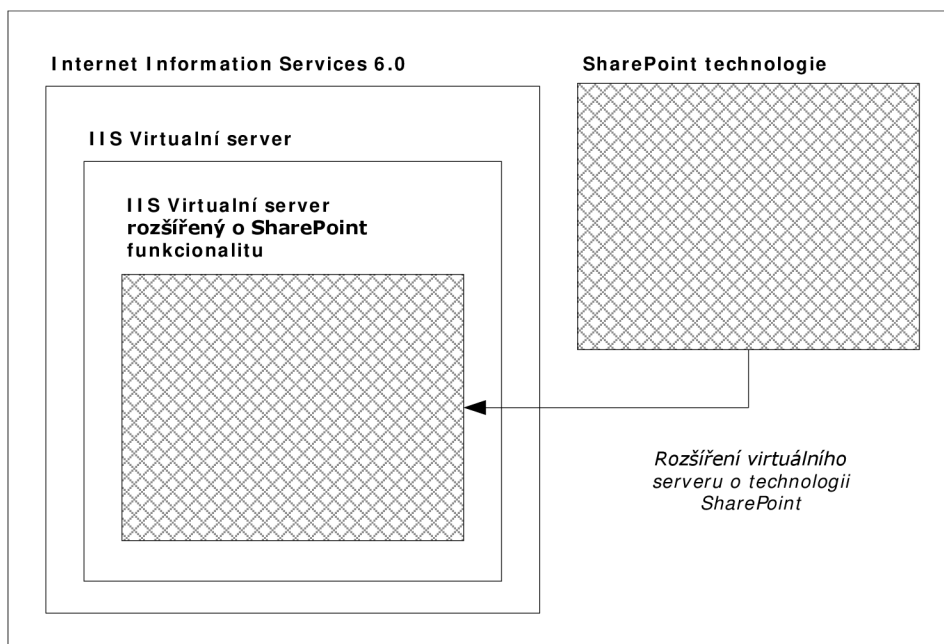 Internet Information Services 6.0
SharePoint technologie
IIS Virtualní server
IIS Virtualní server
rozšířený o SharePoint
funkcionalitu
Rozšíření virtuálního
serveru o technologii
SharePoint